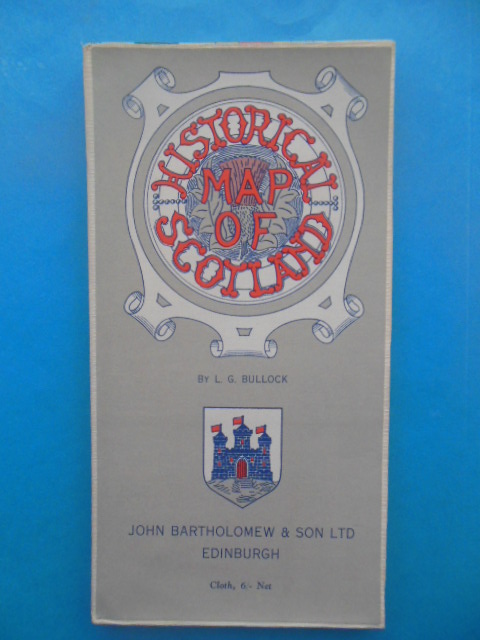 HISTORICAL
MAP
OF
SCOTLAND
BY L. G. BULLOCK
JOHN BARTHOLOMEW & SON LTD
EDINBURGH
Cloth, 6/- Net